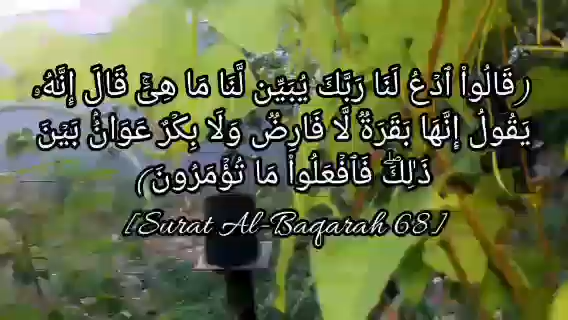 (قَالُوا۟ ٱدْعُ لَنَا رَبَّكَ يُبَيِّن لَّنَا مَا هِىَۚ قَالَ إِنَّهُۥ
يَقُولُ إِنَّهَا بَقَرَةٌ لَّا فَارِضٌ وَلَا بِكْرٌ عَوَانٌۢ بَيْنَ
ذَٰلِكَۖ فَٱفْعَلُوا۟ مَا تُؤْمَرُونَ)
[Surat Al-Baqarah 68]